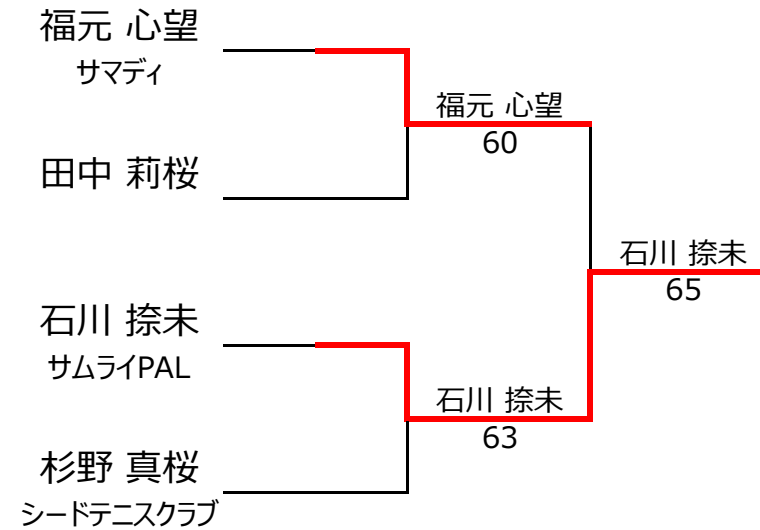 福元 心望
サマディ
福元 心望
60
田中 莉桜
石川 捺未
65
石川 捺未
サムライPAL
石川 捺未
63
杉野 真桜
シードテニスクラブ